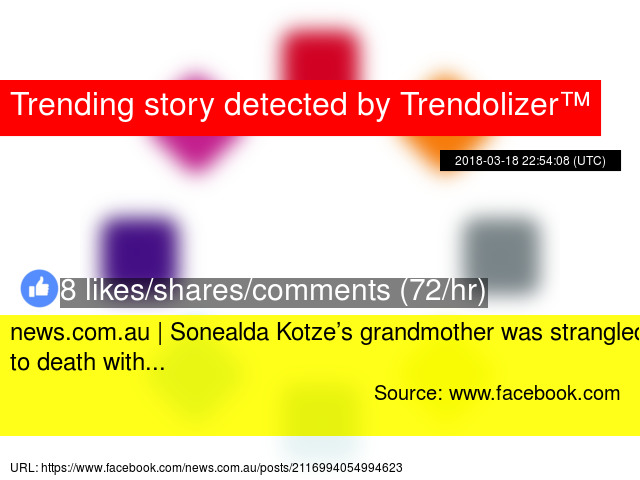 Trending story detected by Trendolizer™
2018-03-18 22:54:08 (UTC)
8 likes/shares/comments (72/hr)
news.com.au | Sonealda Kotze’s grandmother was strangled
to death with...
Source: www.facebook.com
URL: https://www.facebook.com/news.com.au/posts/2116994054994623